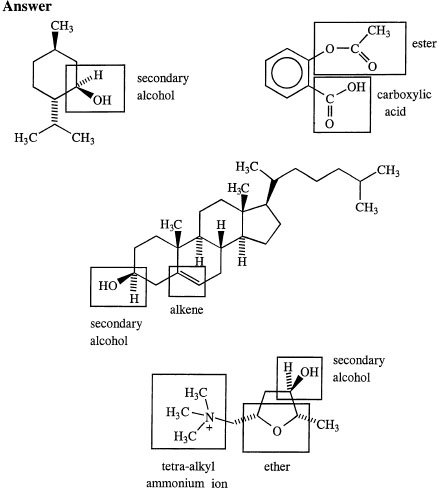 Answer
CH3
H
OH
secondary
alcohol
H3C
CH3
O
C
CH3
O
ester
C
OH
O
carboxylic
acid
H3C
CH3
CH3
H3C
H3C
H
H
H
HO
H
alkene
secondary
alcohol
H
OH
secondary
alcohol
H3C
H3C
N
+
H3C
O
CH3
tetra-alkyl
ammonium ion
ether